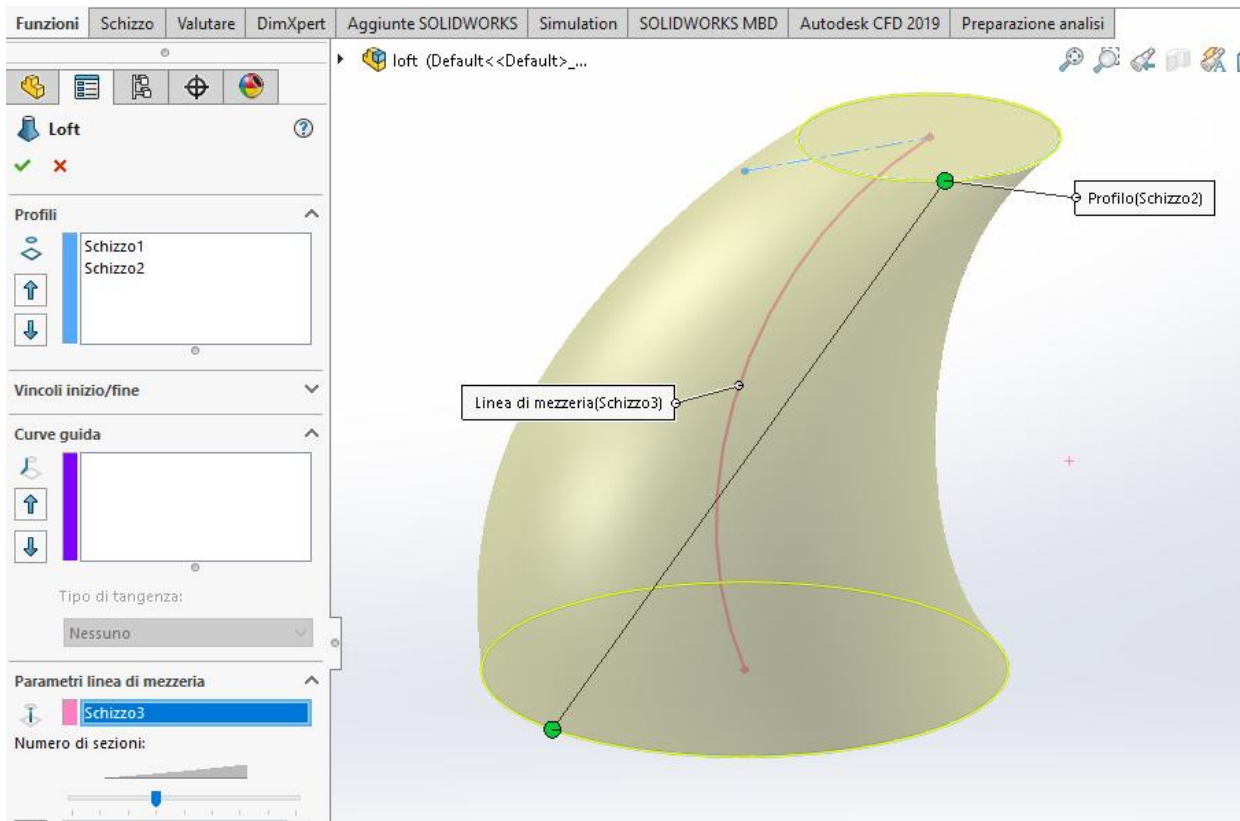 Funzioni Schizzo Valutare DimXpert Aggiunte SOLIDWORKS Simulation SOLIDWORKS MBD Autodesk CFD 2019 Preparazione analisi
loft (Default<<Default>_...
Loft
Profili
Schizzo1
Schizzo2
Profilo(Schizzo2)
Vincoli inizio/fine
Linea di mezzeria(Schizzo3)
Curve guida
Tipo di tangenza:
Nessuno
Parametri linea di mezzeria
Schizzo3
Numero di sezioni: